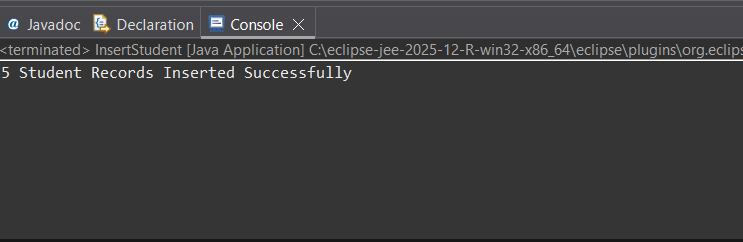 @ Javadoc Declaration Console
<terminated> InsertStudent [Java Application] C:\eclipse-jee-2025-12-R-win32-x86_64\eclipse\plugins\org.eclips
5 Student Records Inserted Successfully